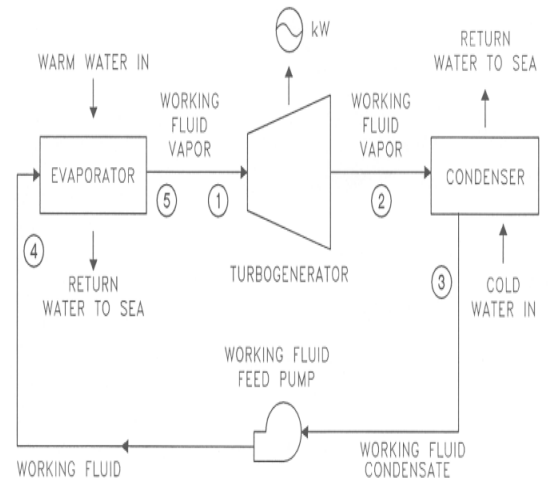 kW
RETURN
WATER TO SEA
WARM WATER IN
WORKING
FLUID
VAPOR
WORKING
FLUID
VAPOR
EVAPORATOR
CONDENSER
5
1
2
4
3
RETURN
WATER TO SEA
TURBOGENERATOR
COLD
WATER IN
WORKING FLUID
FEED PUMP
WORKING FLUID
CONDENSATE
WORKING FLUID